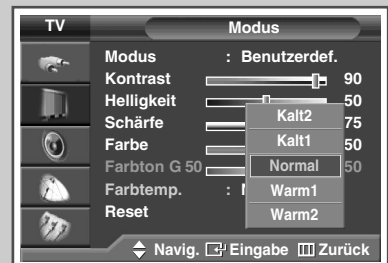 TV Modus
Modus : Benutzerdef.
Kontrast 90
Helligkeit 50
Schärfe 75
Farbe 50
Farbton G 50 50
Farbtemp. :
Reset
Kalt2
Kalt1
Normal
Warm1
Warm2
Navig. Eingabe Zurück